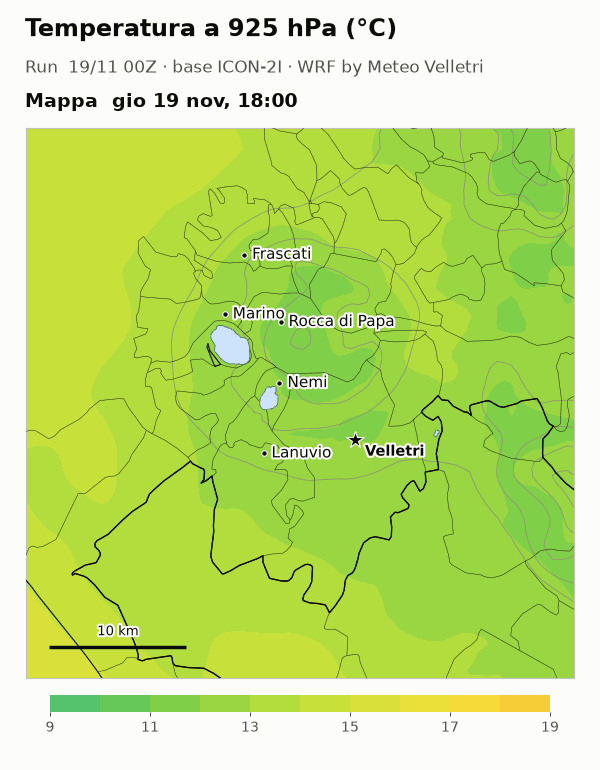 Temperatura a 925 hPa (°C)
Run 19/11 00Z · base ICON-2I · WRF by Meteo Velletri
Mappa gio 19 nov, 18:00
Frascati
Marino
Rocca di Papa
Nemi
Velletri
Lanuvio
10 km
9 11 13 15 17 19